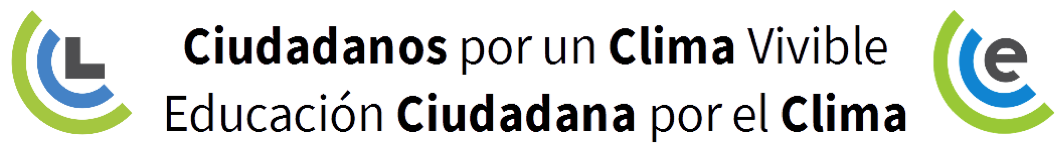 L
Ciudadanos por un Clima Vivible
Educación Ciudadana por el Clima
e